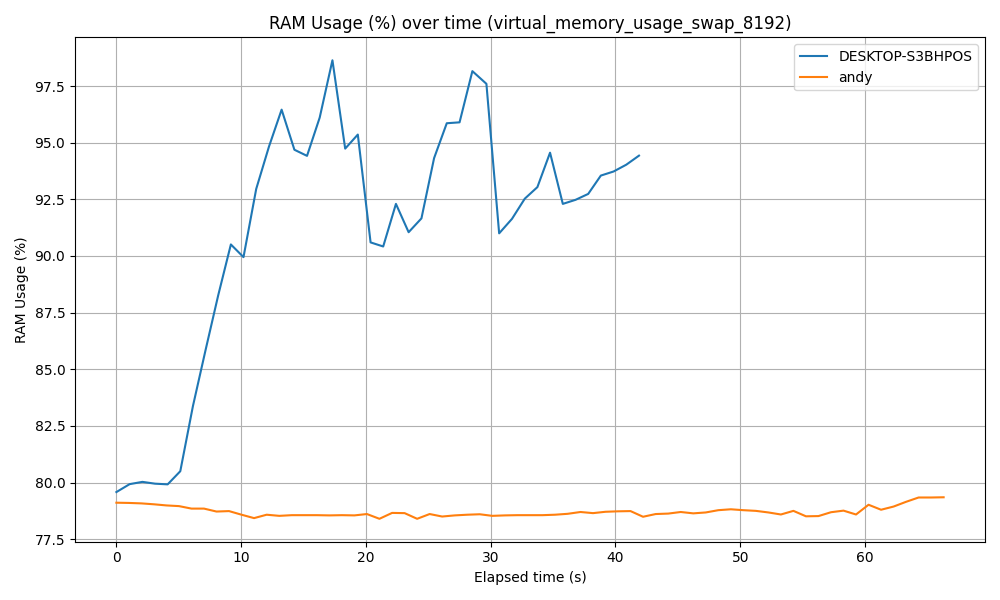 RAM Usage (%) over time (virtual_memory_usage_swap_8192)
DESKTOP-S3BHPOS
andy
RAM Usage (%)
97.5
95.0
92.5
90.0
87.5
85.0
82.5
80.0
77.5
0 10 20 30 40 50 60
Elapsed time (s)